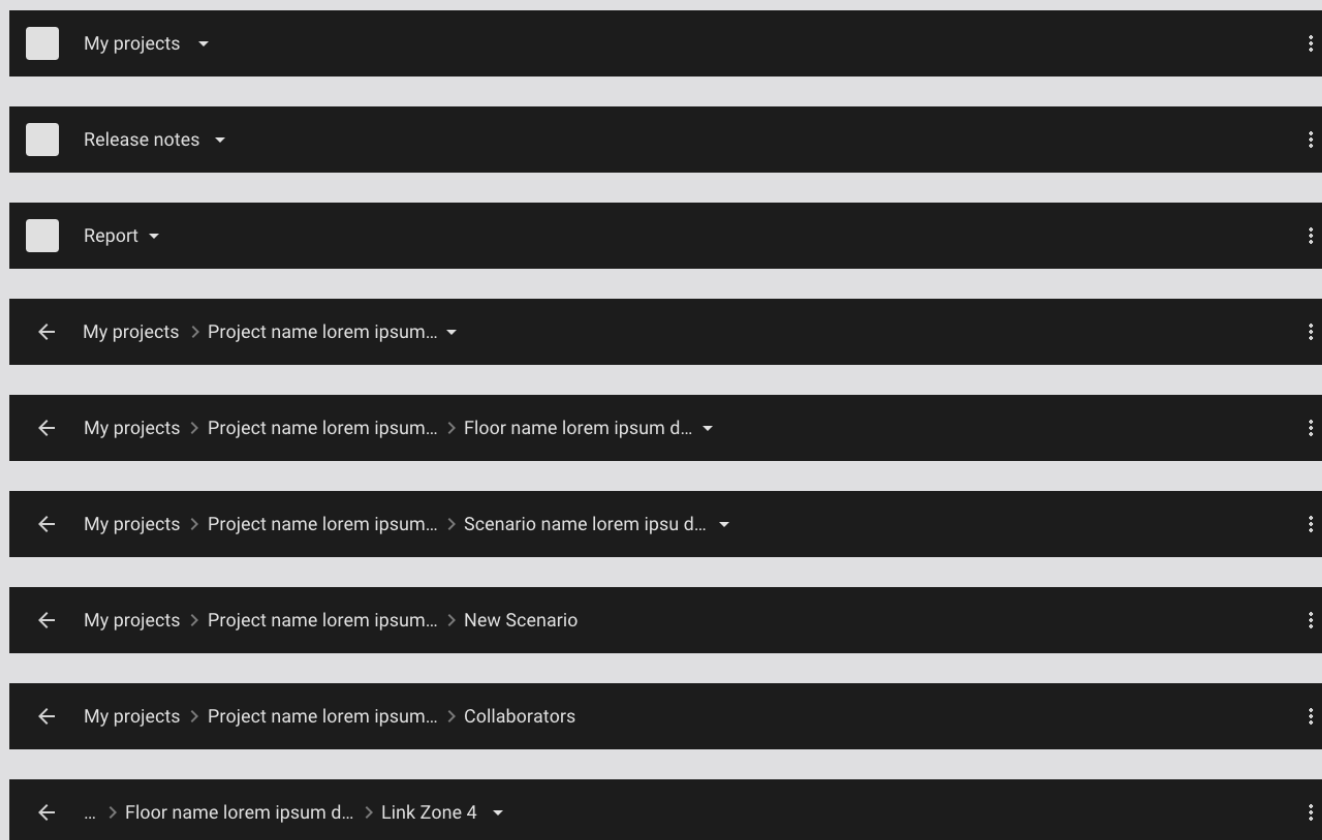 My projects
Release notes
Report
My projects > Project name lorem ipsum...
My projects > Project name lorem ipsum... > Floor name lorem ipsum d...
My projects > Project name lorem ipsum... > Scenario name lorem ipsu d...
My projects > Project name lorem ipsum... > New Scenario
My projects > Project name lorem ipsum... > Collaborators
... > Floor name lorem ipsum d... > Link Zone 4